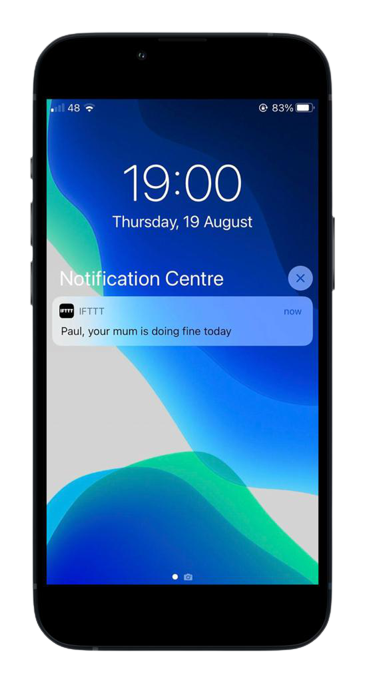 48 83%
19:00
Thursday, 19 August
Notification Centre
IFTTT IFTTT now
Paul, your mum is doing fine today